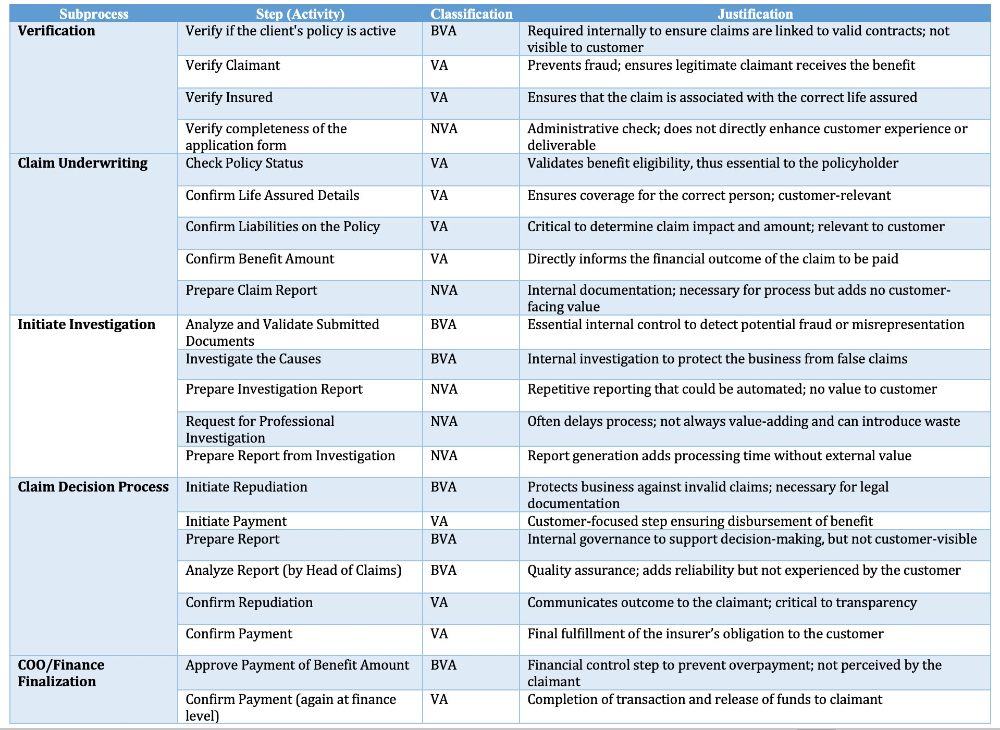 Subprocess Step (Activity) Classification Justification
Verification Verify if the client's policy is active BVA Required internally to ensure claims are linked to valid contracts; not
visible to customer
Verify Claimant VA Prevents fraud; ensures legitimate claimant receives the benefit
Verify Insured VA Ensures that the claim is associated with the correct life assured
Verify completeness of the NVA Administrative check; does not directly enhance customer experience or
application form deliverable
Claim Underwriting Check Policy Status VA Validates benefit eligibility, thus essential to the policyholder
Confirm Life Assured Details VA Ensures coverage for the correct person; customer-relevant
Confirm Liabilities on the Policy VA Critical to determine claim impact and amount; relevant to customer
Confirm Benefit Amount VA Directly informs the financial outcome of the claim to be paid
Prepare Claim Report NVA Internal documentation; necessary for process but adds no customer-
facing value
Initiate Investigation Analyze and Validate Submitted BVA Essential internal control to detect potential fraud or misrepresentation
Documents
Investigate the Causes BVA Internal investigation to protect the business from false claims
Prepare Investigation Report NVA Repetitive reporting that could be automated; no value to customer
Request for Professional NVA Often delays process; not always value-adding and can introduce waste
Investigation
Prepare Report from Investigation NVA Report generation adds processing time without external value
Claim Decision Process Initiate Repudiation BVA Protects business against invalid claims; necessary for legal
documentation
Initiate Payment VA Customer-focused step ensuring disbursement of benefit
Prepare Report BVA Internal governance to support decision-making, but not customer-visible
Analyze Report (by Head of Claims) BVA Quality assurance; adds reliability but not experienced by the customer
Confirm Repudiation VA Communicates outcome to the claimant; critical to transparency
Confirm Payment VA Final fulfillment of the insurer’s obligation to the customer
COO/Finance Approve Payment of Benefit Amount BVA Financial control step to prevent overpayment; not perceived by the
Finalization claimant
Confirm Payment (again at finance VA Completion of transaction and release of funds to claimant
level)